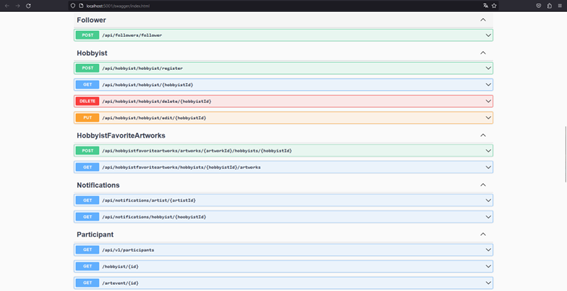 localhost:5001/swagger/index.html
Follower
POST /api/followers/follower
Hobbyist
POST /api/hobbyist/hobbyist/register
GET /api/hobbyist/hobbyist/{hobbyistId}
DELETE /api/hobbyist/hobbyist/delete/{hobbyistId}
PUT /api/hobbyist/hobbyist/edit/{hobbyistId}
HobbyistFavoriteArtworks
POST /api/hobbyistfavoriteartworks/artworks/{artworkId}/hobbyists/{hobbyistId}
GET /api/hobbyistfavoriteartworks/hobbyists/{hobbyistId}/artworks
Notifications
GET /api/notifications/artist/{artistId}
GET /api/notifications/hobbyist/{hobbyistId}
Participant
GET /api/v1/participants
GET /hobbyist/{id}
GET /artevent/{id}